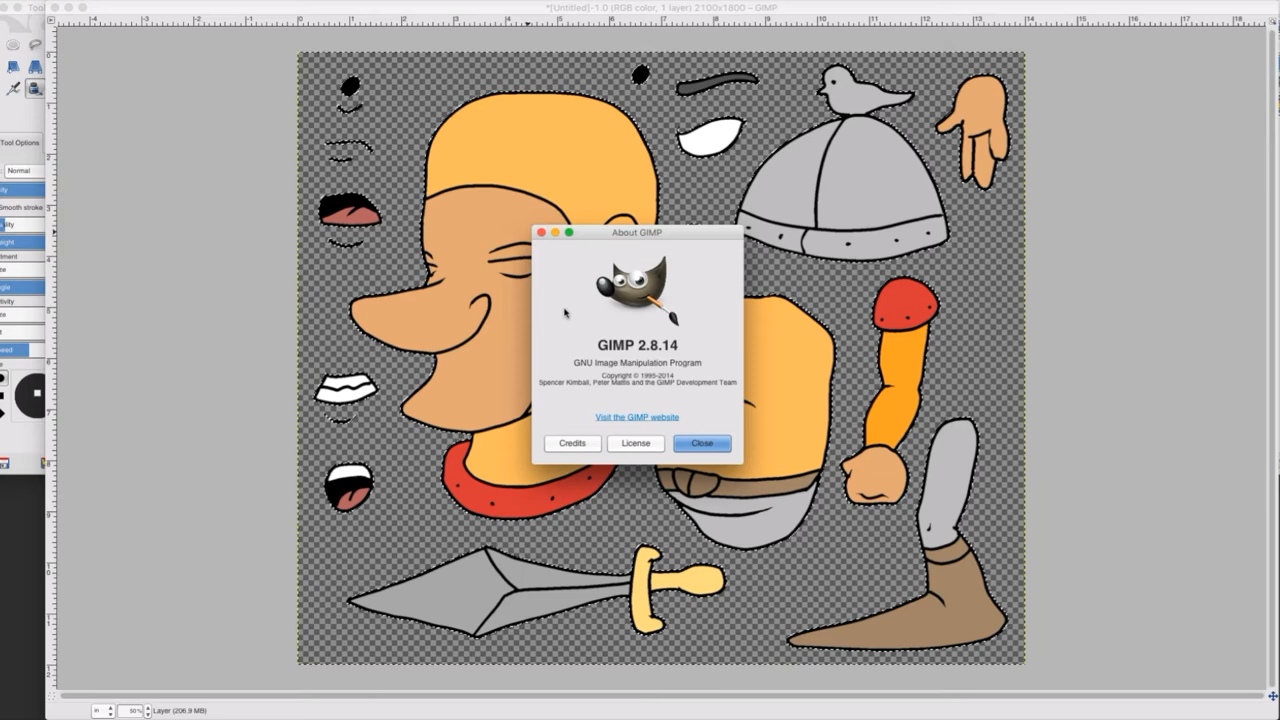 Tool
*[Untitled]-1.0 (RGB color, 1 layer) 2100x1800 – GIMP
Tool Options
Normal
Smooth stroke
About GIMP
GIMP 2.8.14
GNU Image Manipulation Program
Copyright © 1995-2014
Spencer Kimball, Peter Mattis and the GIMP Development Team
Visit the GIMP website
Credits
License
Close
in
50%
Layer (206.9 MB)